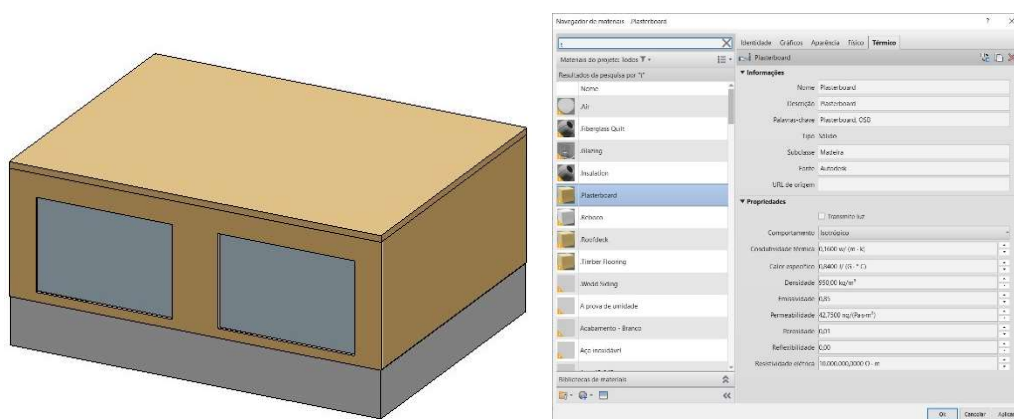 Navegador de materiais - .Plasterboard
t
Materiais do projeto: Todos
Resultados da pesquisa por "t"
Nome
.Air
.Fiberglass Quilt
.Glazing
.Insulation
.Plasterboard
.Reboco
.Roofdeck
.Timber Flooring
.Wood Siding
A prova de umidade
Acabamento - Branco
Aço inoxidável
Bibliotecas de materiais
Identidade Gráficos Aparência Físico Térmico
Plasterboard
Informações
Nome Plasterboard
Descrição Plasterboard
Palavras-chave Plasterboard, OSB
Tipo Sólido
Subclasse Madeira
Fonte Autodesk
URL de origem
Propriedades
Transmite luz
Comportamento Isotrópico
Condutividade térmica 0,1600 W/ (m · K)
Calor específico 0,8400 J/ (G · ° C)
Densidade 950,00 kg/m³
Emissividade 0,85
Permeabilidade 42,7500 ng/(Pa·s·m²)
Porosidade 0,01
Reflexibilidade 0,00
Resistividade elétrica 10.000.000,0000 Ω · m
OK Cancelar Aplicar